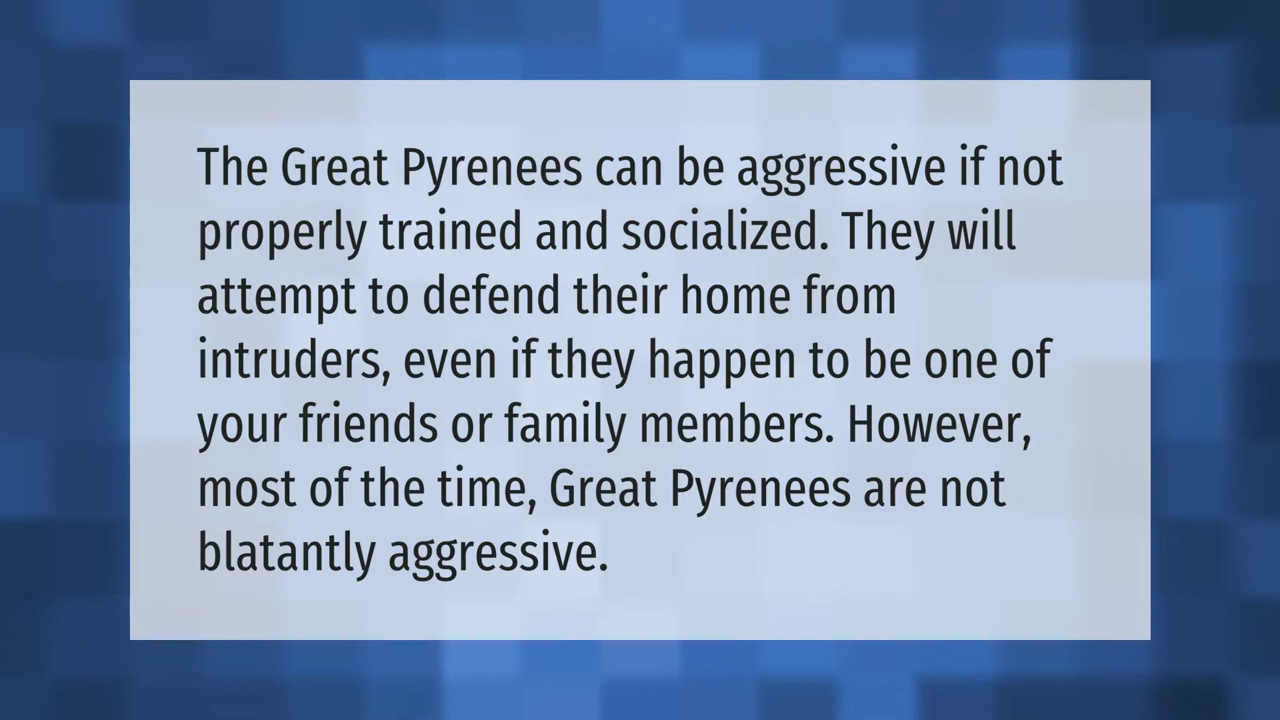 The Great Pyrenees can be aggressive if not
properly trained and socialized. They will
attempt to defend their home from
intruders, even if they happen to be one of
your friends or family members. However,
most of the time, Great Pyrenees are not
blatantly aggressive.